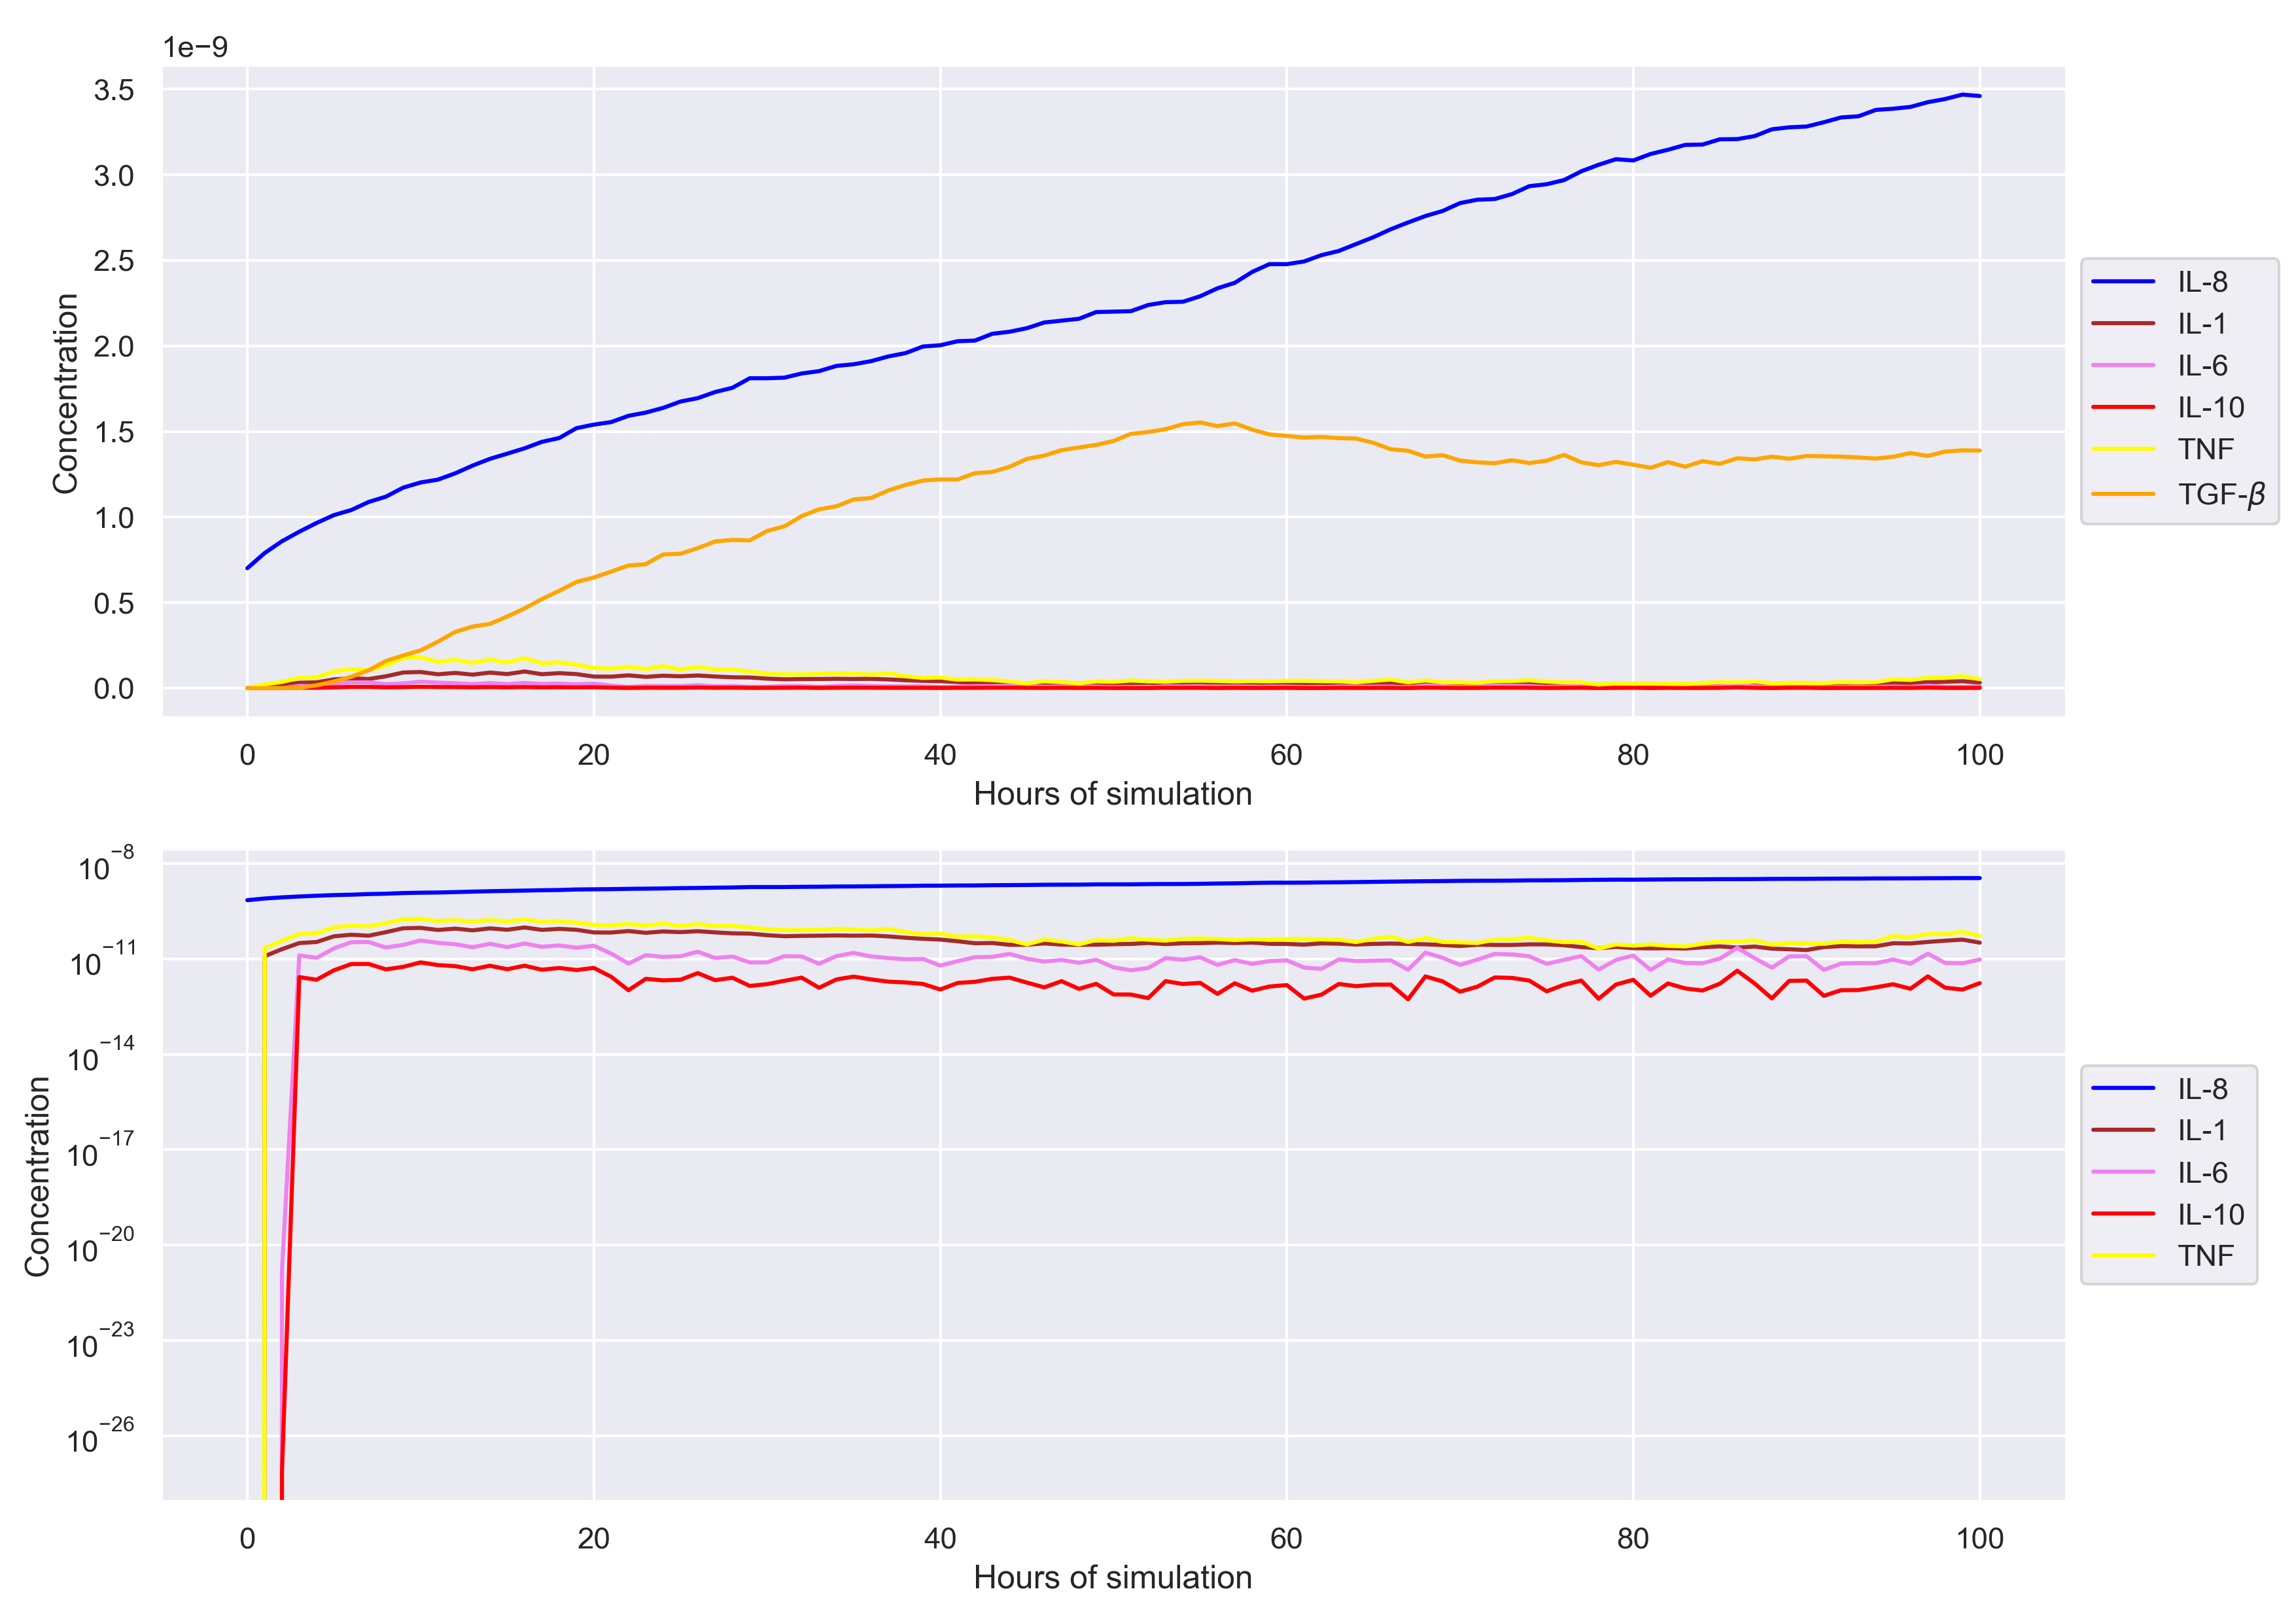 1e−9
3.5
3.0
2.5
2.0
1.5
1.0
0.5
0.0
Concentration
0 20 40 60 80 100
Hours of simulation
IL-8
IL-1
IL-6
IL-10
TNF
TGF-β
10⁻⁸
10⁻¹¹
10⁻¹⁴
10⁻¹⁷
10⁻²⁰
10⁻²³
10⁻²⁶
Concentration
0 20 40 60 80 100
Hours of simulation
IL-8
IL-1
IL-6
IL-10
TNF